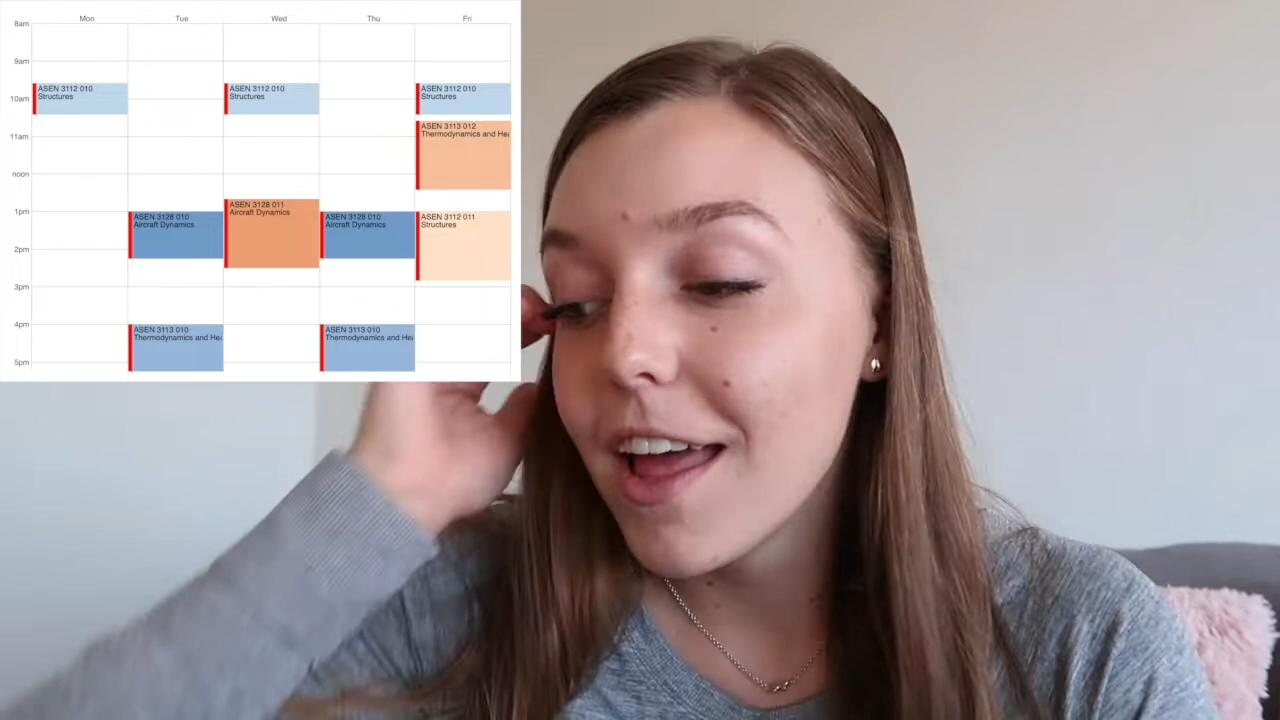 Mon Tue Wed Thu Fri
8am
9am
ASEN 3112 010
Structures
ASEN 3112 010
Structures
ASEN 3112 010
Structures
10am
ASEN 3113 012
Thermodynamics and Hea
11am
noon
ASEN 3128 011
Aircraft Dynamics
1pm
ASEN 3128 010
Aircraft Dynamics
ASEN 3128 010
Aircraft Dynamics
ASEN 3112 011
Structures
2pm
3pm
4pm
ASEN 3113 010
Thermodynamics and Hea
ASEN 3113 010
Thermodynamics and Hea
5pm